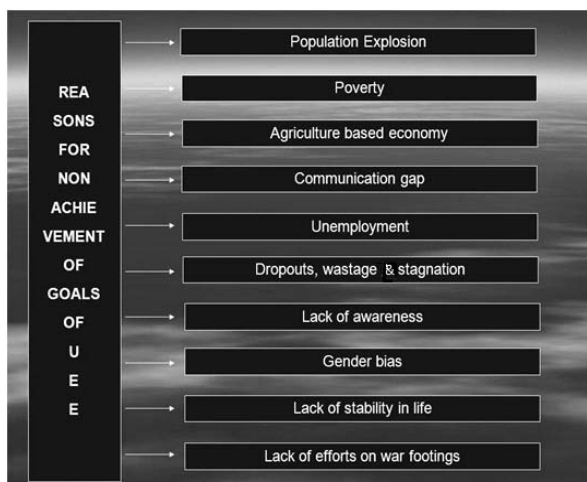 REA
SONS
FOR
NON
ACHIE
VEMENT
OF
GOALS
OF
U
E
E
Population Explosion
Poverty
Agriculture based economy
Communication gap
Unemployment
Dropouts, wastage & stagnation
Lack of awareness
Gender bias
Lack of stability in life
Lack of efforts on war footings